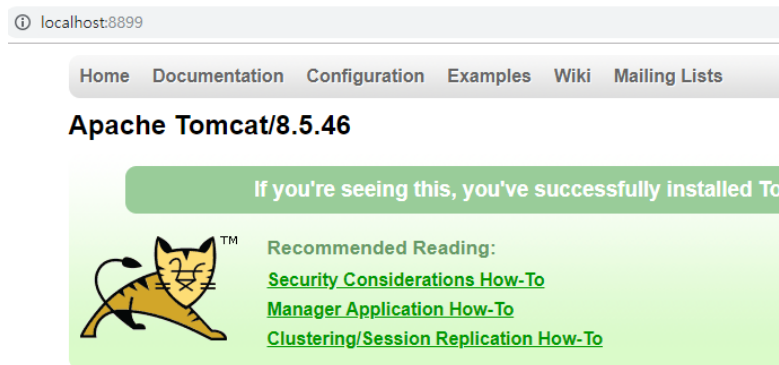 localhost:8899
Home Documentation Configuration Examples Wiki Mailing Lists
Apache Tomcat/8.5.46
If you're seeing this, you've successfully installed To
TM
Recommended Reading:
Security Considerations How-To
Manager Application How-To
Clustering/Session Replication How-To